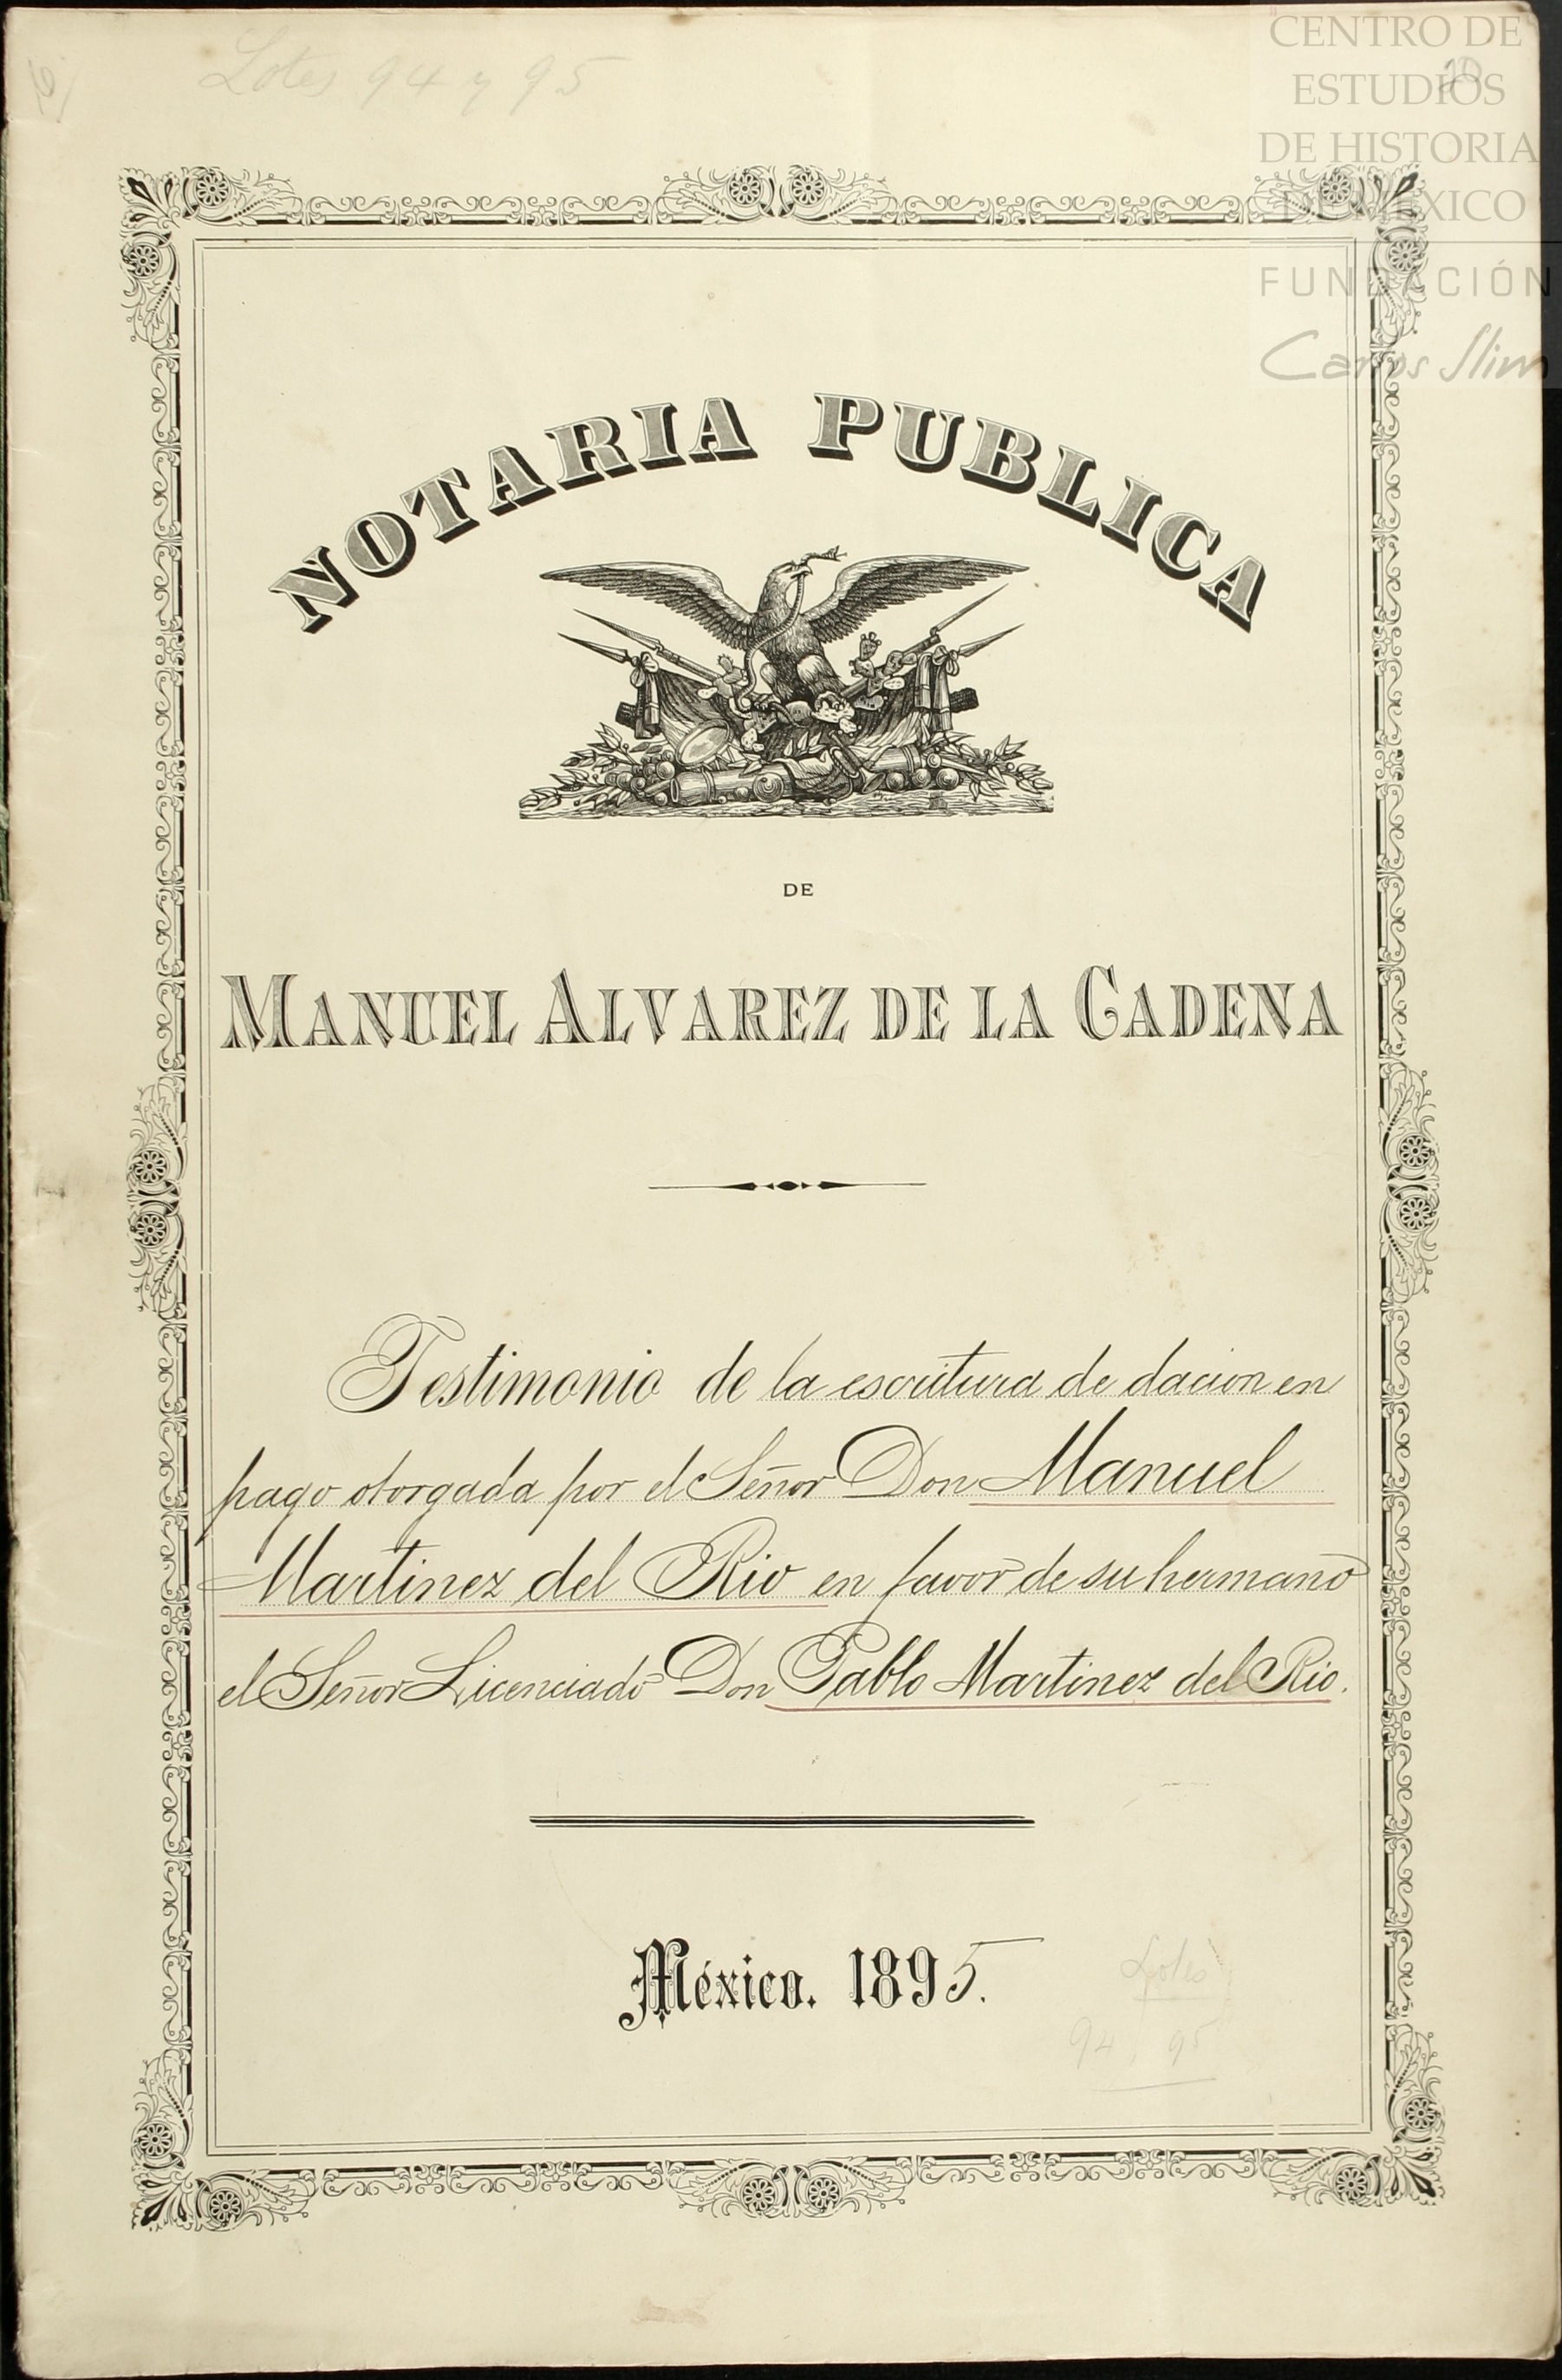 Lotes 94 y 95
CENTRO DE
ESTUDIOS
DE HISTORIA
DE MÉXICO
FUNDACIÓN
Carlos Slim
NOTARIA PUBLICA
DE
MANUEL ALVAREZ DE LA CADENA
Testimonio de la escritura de dacion en
pago otorgada por el Señor Don Manuel
Martinez del Rio en favor de su hermano
el Señor Licenciado Don Pablo Martinez del Rio.
México. 1895.
Lotes
94, 95